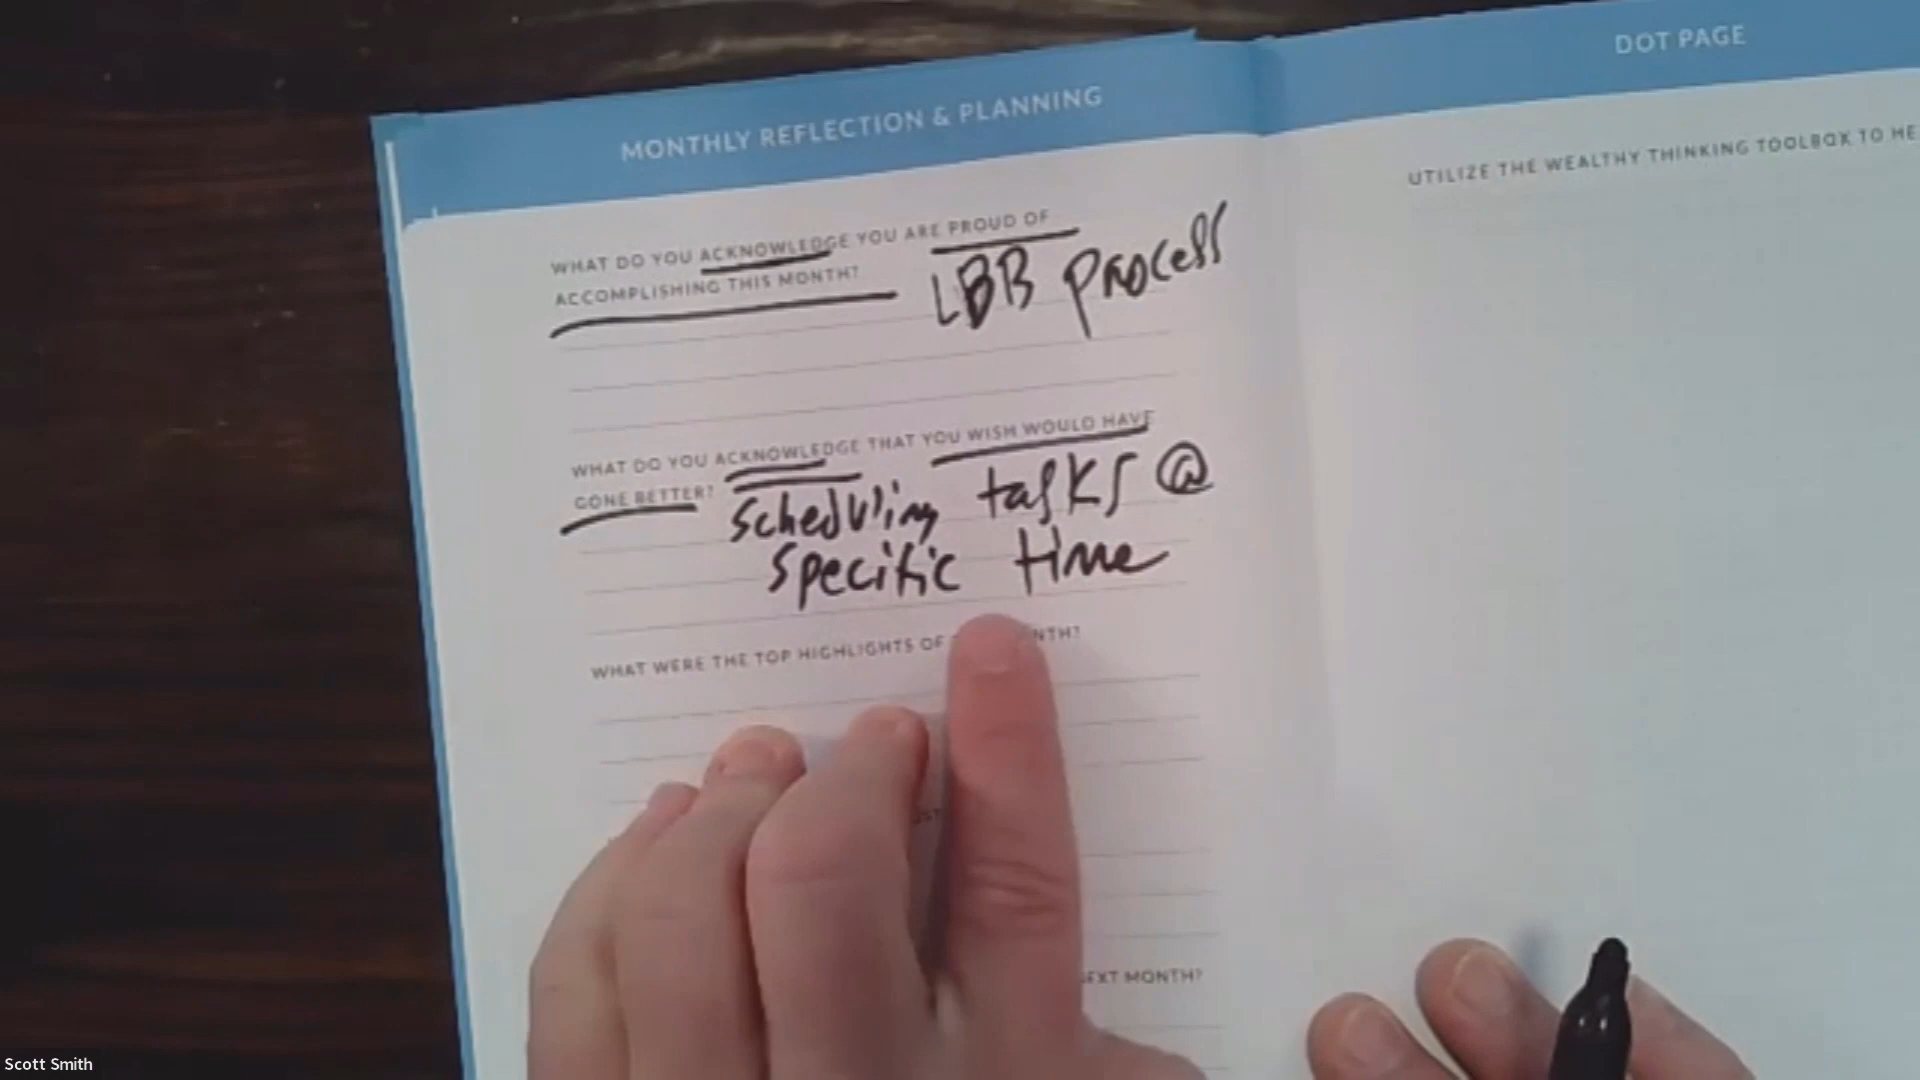 MONTHLY REFLECTION & PLANNING
WHAT DO YOU ACKNOWLEDGE YOU ARE PROUD OF
ACCOMPLISHING THIS MONTH?
LBB process
WHAT DO YOU ACKNOWLEDGE THAT YOU WISH WOULD HAVE
GONE BETTER?
scheduling tasks @
specific time
WHAT WERE THE TOP HIGHLIGHTS OF
NTH?
EXT MONTH?
DOT PAGE
UTILIZE THE WEALTHY THINKING TOOLBOX TO HE
Scott Smith